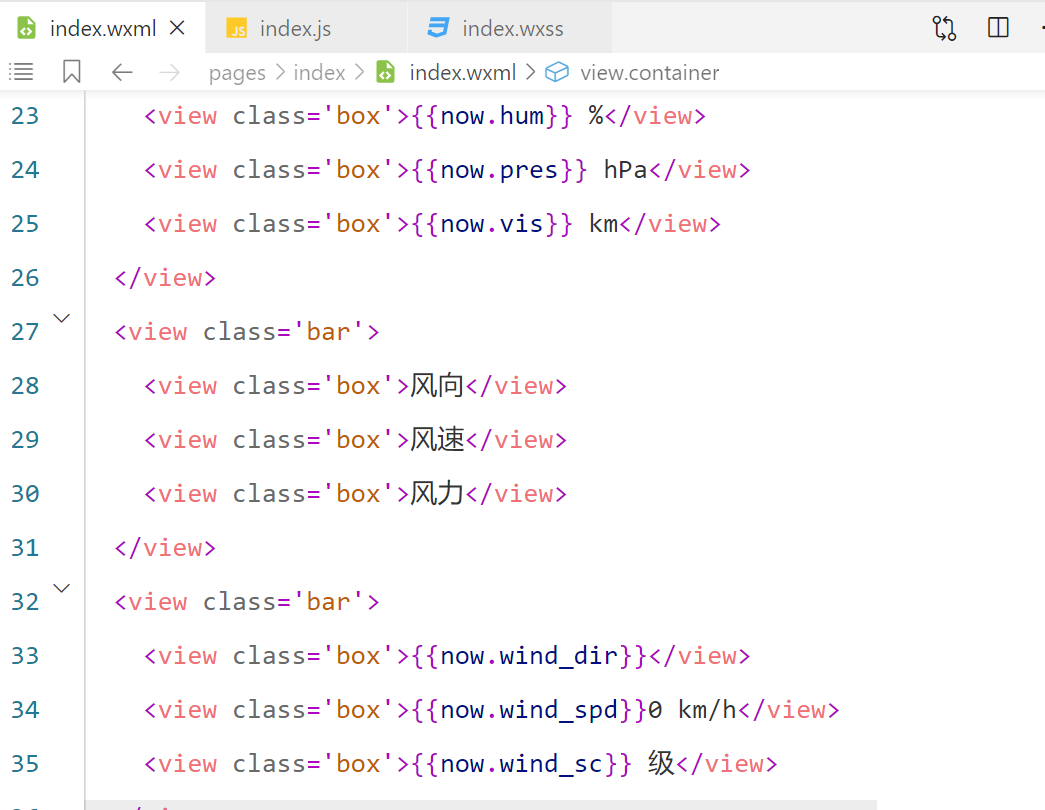 index.wxml index.js index.wxss
pages index index.wxml view.container
23 <view class='box'>{{now.hum}} %</view>
24 <view class='box'>{{now.pres}} hPa</view>
25 <view class='box'>{{now.vis}} km</view>
26 </view>
27 <view class='bar'>
28 <view class='box'>风向</view>
29 <view class='box'>风速</view>
30 <view class='box'>风力</view>
31 </view>
32 <view class='bar'>
33 <view class='box'>{{now.wind_dir}}</view>
34 <view class='box'>{{now.wind_spd}}0 km/h</view>
35 <view class='box'>{{now.wind_sc}} 级</view>